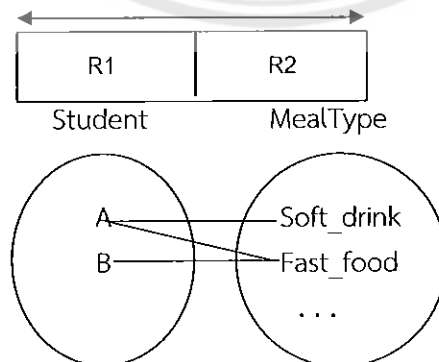 R1 R2
Student MealType
A Soft_drink
B Fast_food
...